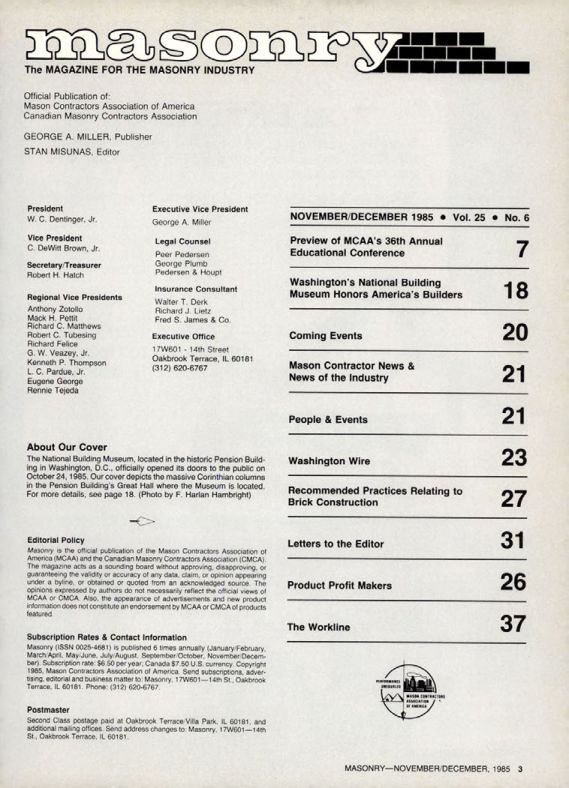 masonry
The MAGAZINE FOR THE MASONRY INDUSTRY
Official Publication of:
Mason Contractors Association of America
Canadian Masonry Contractors Association
GEORGE A. MILLER, Publisher
STAN MISUNAS, Editor
President
W. C. Dentinger, Jr.
Vice President
C. DeWitt Brown, Jr.
Secretary/Treasurer
Robert H. Hatch
Regional Vice Presidents
Anthony Zotollo
Mack H. Pettit
Richard C. Matthews
Robert C. Tubesing
Richard Felice
G. W. Veazey, Jr.
Kenneth P. Thompson
L. C. Pardue, Jr.
Eugene George
Rennie Tejeda
Executive Vice President
George A. Miller
Legal Counsel
Peer Pedersen
George Plumb
Pedersen & Houpt
Insurance Consultant
Walter T. Derk
Richard J. Lietz
Fred S. James & Co.
Executive Office
17W601 - 14th Street
Oakbrook Terrace, IL 60181
(312) 620-6767
About Our Cover
The National Building Museum, located in the historic Pension Build-
ing in Washington, D.C., officially opened its doors to the public on
October 24, 1985. Our cover depicts the massive Corinthian columns
in the Pension Building's Great Hall where the Museum is located.
For more details, see page 18. (Photo by F. Harlan Hambright)
Editorial Policy
Masonry is the official publication of the Mason Contractors Association of
America (MCAA) and the Canadian Masonry Contractors Association (CMCA).
The magazine acts as a sounding board without approving, disapproving, or
guaranteeing the validity or accuracy of any data, claim, or opinion appearing
under a byline, or obtained or quoted from an acknowledged source. The
opinions expressed by authors do not necessarily reflect the official views of
MCAA or CMCA. Also, the appearance of advertisements and new product
information does not constitute an endorsement by MCAA or CMCA of products
featured.
Subscription Rates & Contact Information
Masonry (ISSN 0025-4681) is published 6 times annually (January/February,
March/April, May/June, July/August, September/October, November/Decem-
ber). Subscription rate: $6.50 per year; Canada $7.50 U.S. currency. Copyright
1985, Mason Contractors Association of America. Send subscriptions, adver-
tising, editorial and business matter to: Masonry, 17W601—14th St., Oakbrook
Terrace, IL 60181. Phone: (312) 620-6767.
Postmaster
Second Class postage paid at Oakbrook Terrace/Villa Park, IL 60181, and
additional mailing offices. Send address changes to: Masonry, 17W601—14th
St., Oakbrook Terrace, IL 60181.
NOVEMBER/DECEMBER 1985 • Vol. 25 • No. 6
Preview of MCAA's 36th Annual
Educational Conference 7
Washington's National Building
Museum Honors America's Builders 18
Coming Events 20
Mason Contractor News &
News of the Industry 21
People & Events 21
Washington Wire 23
Recommended Practices Relating to
Brick Construction 27
Letters to the Editor 31
Product Profit Makers 26
The Workline 37
PERFORMANCE
UNEQUALED
MASON CONTRACTORS
ASSOCIATION
OF AMERICA
MASONRY—NOVEMBER/DECEMBER, 1985 3